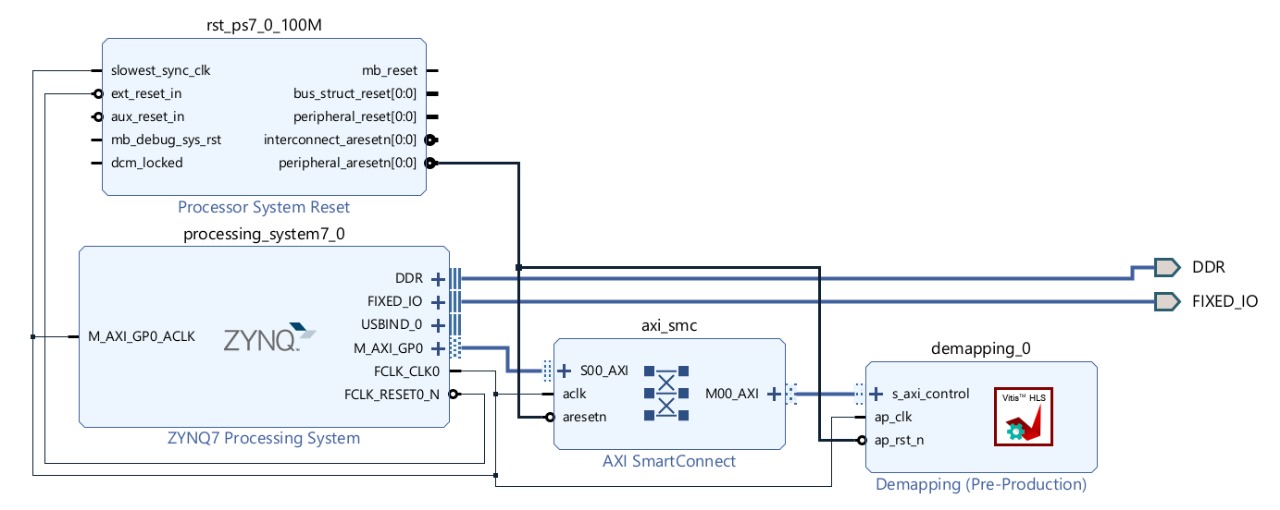 rst_ps7_0_100M
slowest_sync_clk
mb_reset
ext_reset_in
bus_struct_reset[0:0]
aux_reset_in
peripheral_reset[0:0]
mb_debug_sys_rst
interconnect_aresetn[0:0]
dcm_locked
peripheral_aresetn[0:0]
Processor System Reset
processing_system7_0
DDR
FIXED_IO
USBIND_0
M_AXI_GP0_ACLK
ZYNQ™
M_AXI_GP0
FCLK_CLK0
FCLK_RESET0_N
ZYNQ7 Processing System
axi_smc
S00_AXI
aclk
M00_AXI
aresetn
AXI SmartConnect
demapping_0
s_axi_control
Vitis™ HLS
ap_clk
ap_rst_n
Demapping (Pre-Production)
DDR
FIXED_IO